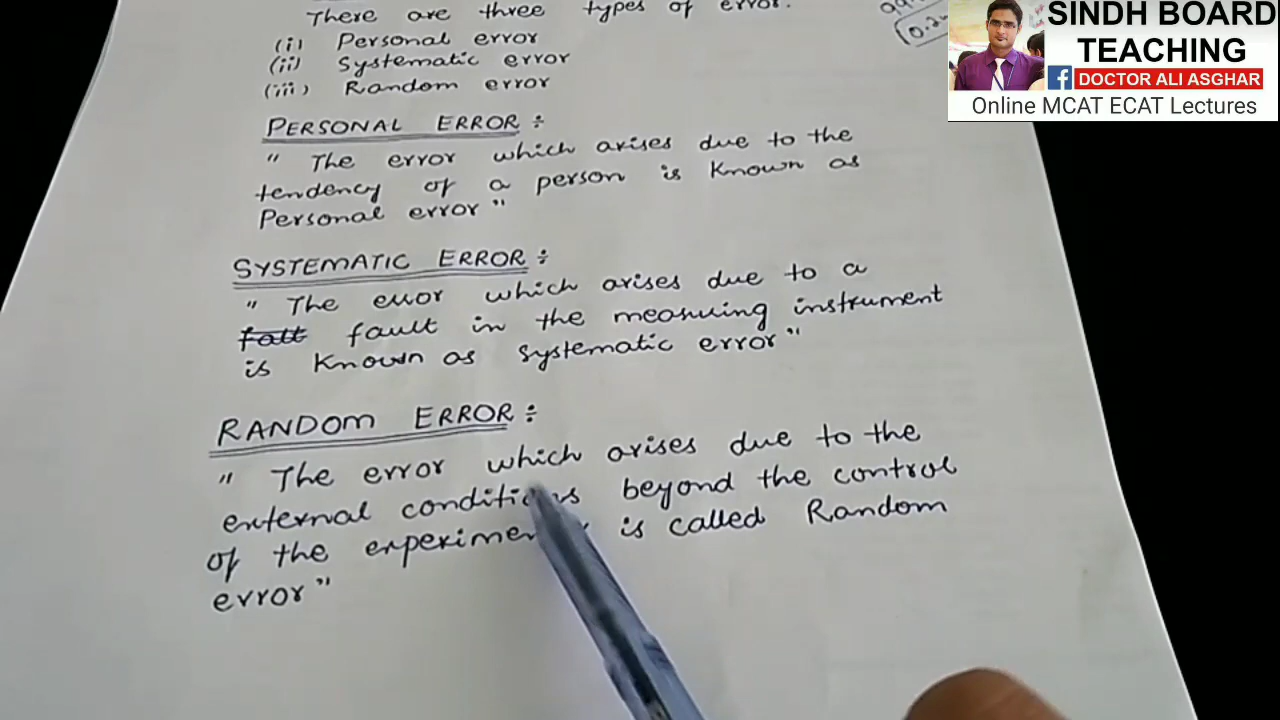 There are three types of error.
(i) Personal error
(ii) Systematic error
(iii) Random error
PERSONAL ERROR :
" The error which arises due to the
tendency of a person is known as
Personal error "
SYSTEMATIC ERROR :
" The error which arises due to a
fault in the measuring instrument
is known as systematic error "
RANDOM ERROR :
" The error which arises due to the
external conditions beyond the control
of the is called Random
error "
SINDH BOARD
TEACHING
DOCTOR ALI ASGHAR
Online MCAT ECAT Lectures